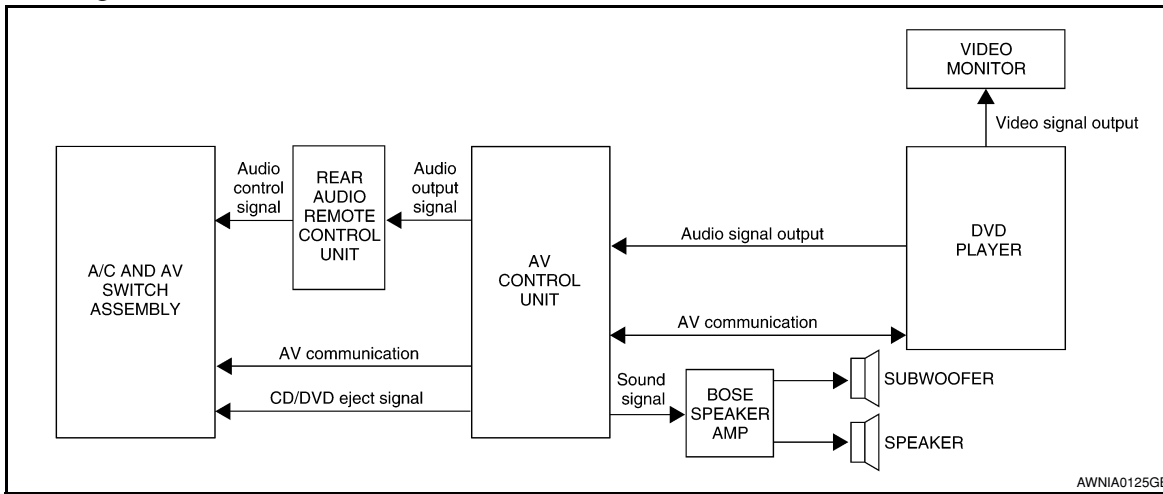 VIDEO
MONITOR
Video signal output
Audio
control
signal
REAR
AUDIO
REMOTE
CONTROL
UNIT
Audio
output
signal
A/C AND AV
SWITCH
ASSEMBLY
AV
CONTROL
UNIT
Audio signal output
DVD
PLAYER
AV communication
AV communication
CD/DVD eject signal
Sound
signal
BOSE
SPEAKER
AMP
SUBWOOFER
SPEAKER